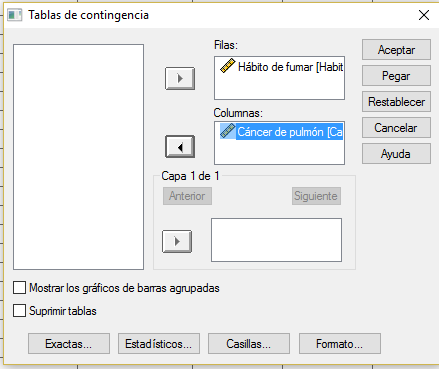 Tablas de contingencia
Filas:
Hábito de fumar [Habit
Columnas:
Cáncer de pulmón [Ca
Capa 1 de 1
Anterior
Siguiente
Aceptar
Pegar
Restablecer
Cancelar
Ayuda
Mostrar los gráficos de barras agrupadas
Suprimir tablas
Exactas...
Estadísticos...
Casillas...
Formato...